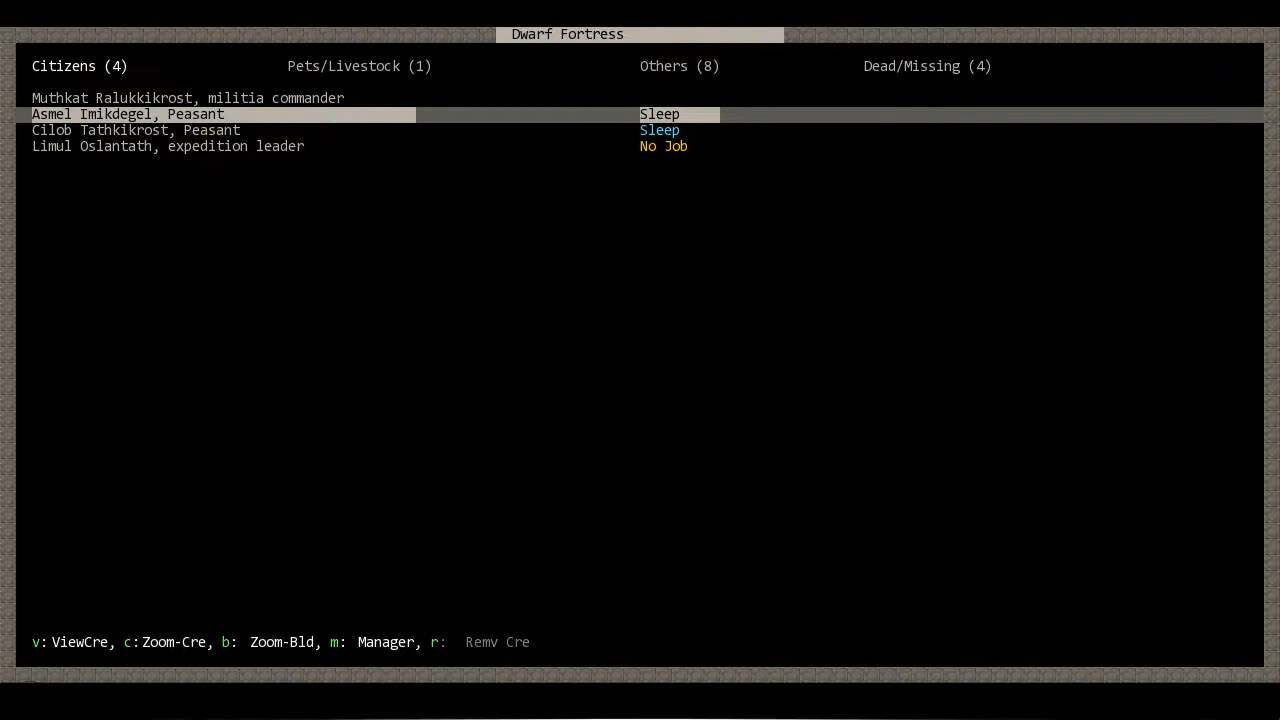 Dwarf Fortress
Citizens (4) Pets/Livestock (1) Others (8) Dead/Missing (4)
Muthkat Ralukkikrost, militia commander
Asmel Imikdegel, Peasant Sleep
Cilob Tathkikrost, Peasant Sleep
Limul Oslantath, expedition leader No Job
v: ViewCre, c: Zoom-Cre, b: Zoom-Bld, m: Manager, r: Remv Cre